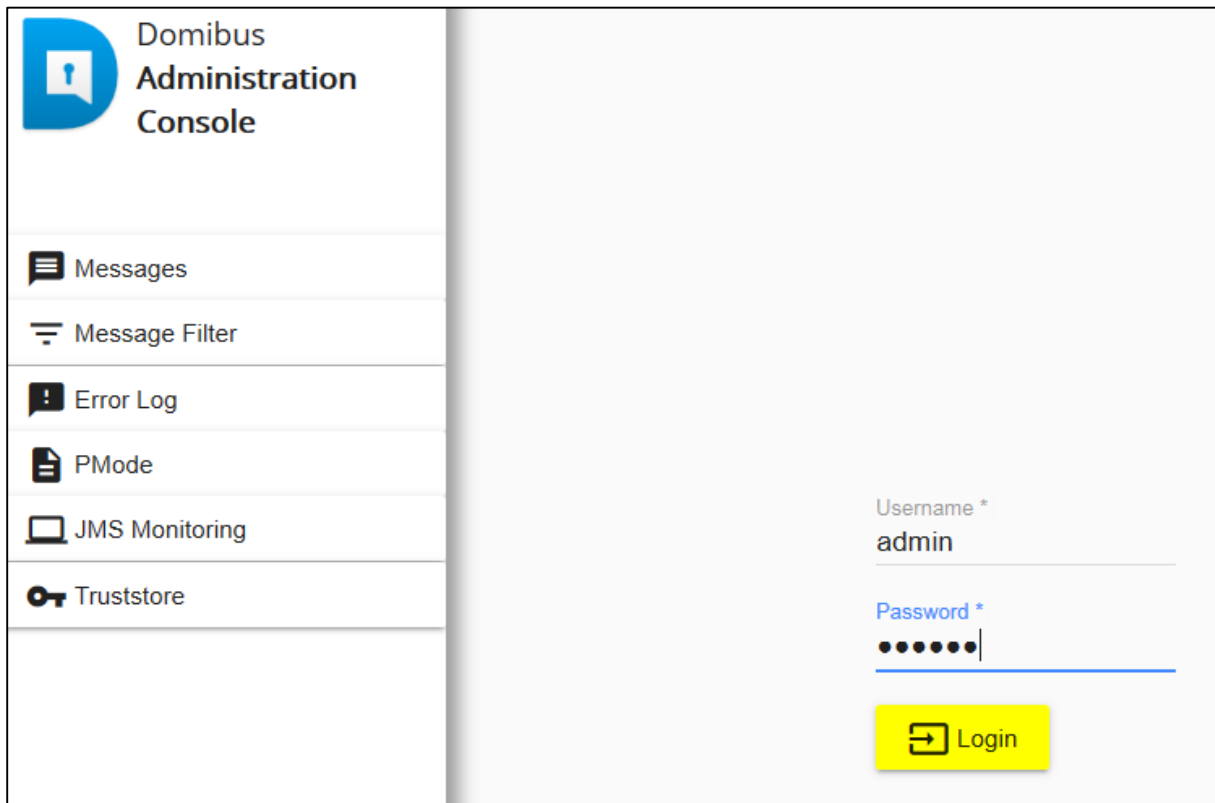 Domibus
Administration
Console
Messages
Message Filter
Error Log
PMode
JMS Monitoring
Truststore
Username *
admin
Password *
••••••
Login